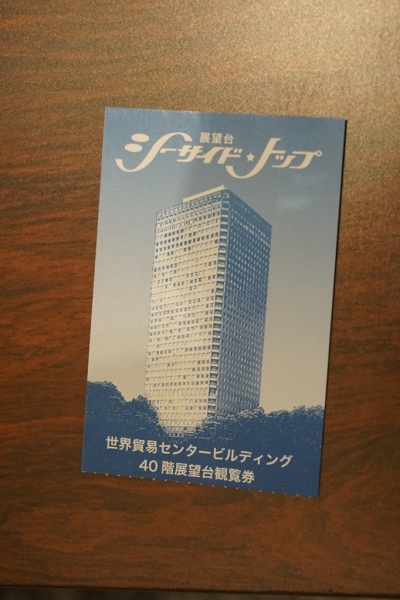 展望台
シーサイド★トップ
世界貿易センタービルディング
40階展望台観覧券